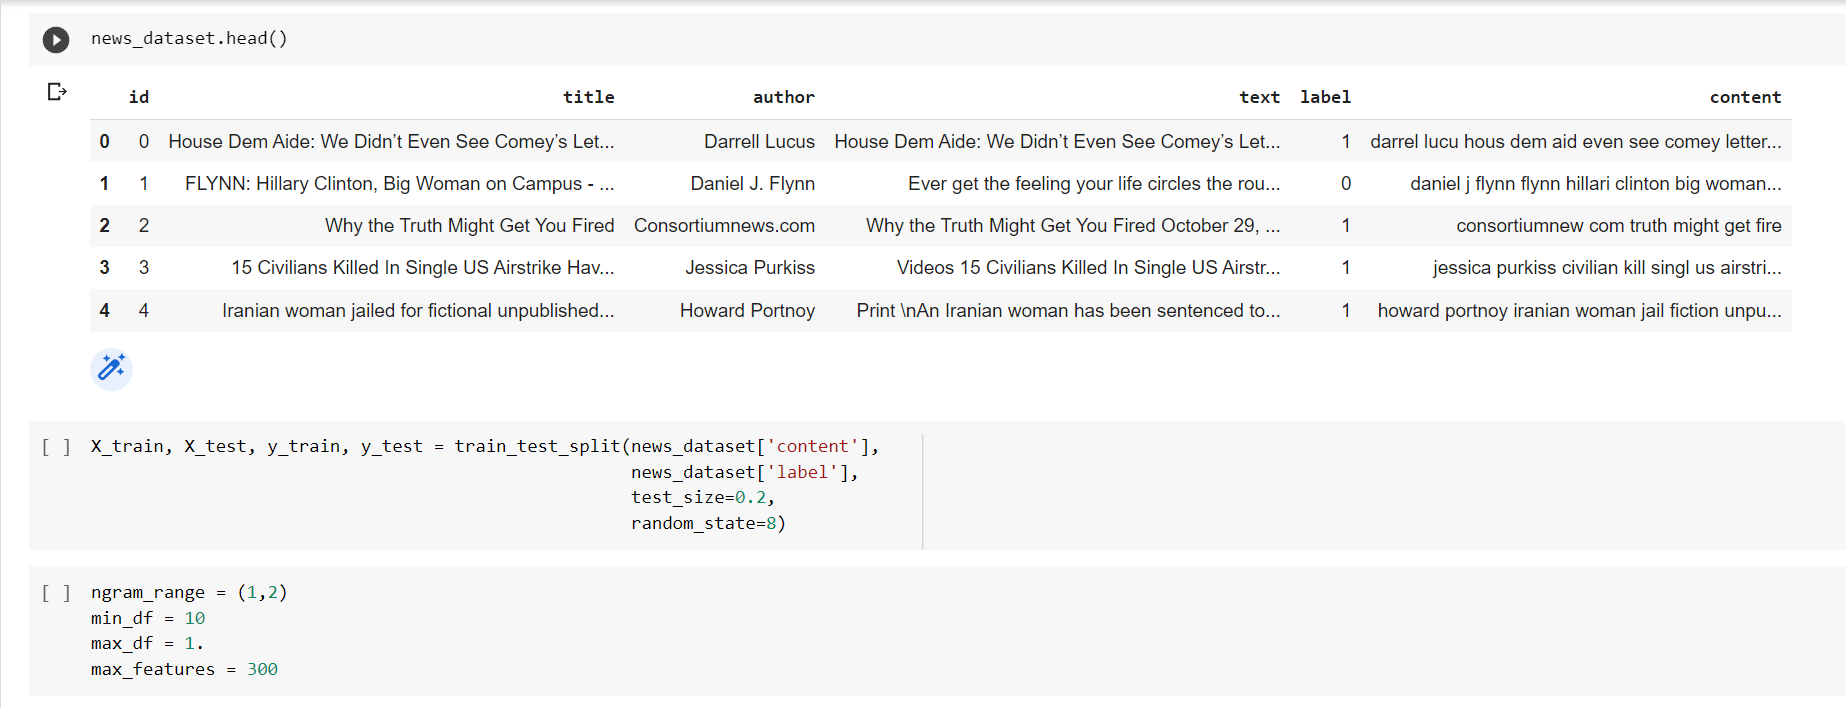 news_dataset.head()
id title author text label content
0 0 House Dem Aide: We Didn’t Even See Comey’s Let... Darrell Lucus House Dem Aide: We Didn’t Even See Comey’s Let... 1 darrel lucu hous dem aid even see comey letter...
1 1 FLYNN: Hillary Clinton, Big Woman on Campus - ... Daniel J. Flynn Ever get the feeling your life circles the rou... 0 daniel j flynn flynn hillari clinton big woman...
2 2 Why the Truth Might Get You Fired Consortiumnews.com Why the Truth Might Get You Fired October 29, ... 1 consortiumnew com truth might get fire
3 3 15 Civilians Killed In Single US Airstrike Hav... Jessica Purkiss Videos 15 Civilians Killed In Single US Airstr... 1 jessica purkiss civilian kill singl us airstri...
4 4 Iranian woman jailed for fictional unpublished... Howard Portnoy Print \nAn Iranian woman has been sentenced to... 1 howard portnoy iranian woman jail fiction unpu...
[ ] X_train, X_test, y_train, y_test = train_test_split(news_dataset['content'],
news_dataset['label'],
test_size=0.2,
random_state=8)
[ ] ngram_range = (1,2)
min_df = 10
max_df = 1.
max_features = 300